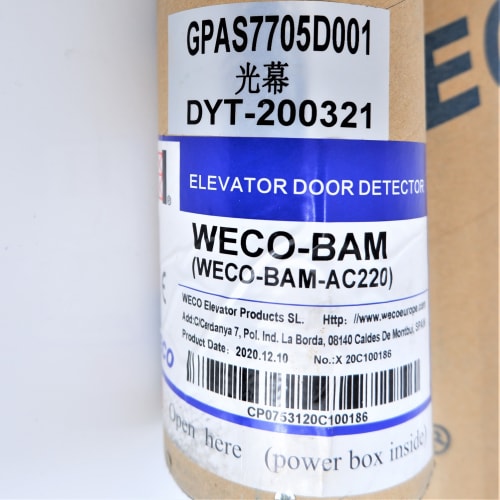 GPAS7705D001
光幕
DYT-200321
ELEVATOR DOOR DETECTOR
WECO-BAM
(WECO-BAM-AC220)
WECO Elevator Products SL. Http: //www.wecoeurope.com
Add:C/Cerdanya 7, Pol. Ind. La Borda, 08140 Caldes De Montbui, SPAIN
Product Date: 2020.12.10 No.:X 20C100186
CP0753120C100186
Open here (power box inside)